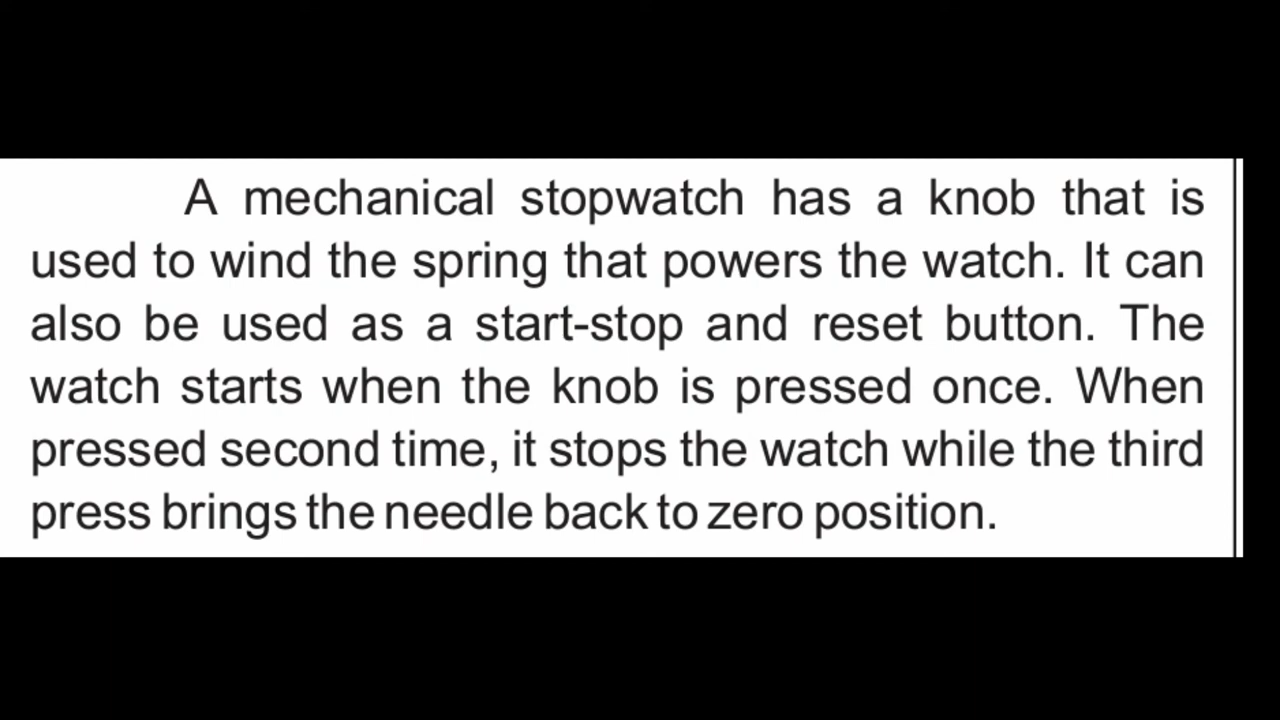 A mechanical stopwatch has a knob that is
used to wind the spring that powers the watch. It can
also be used as a start-stop and reset button. The
watch starts when the knob is pressed once. When
pressed second time, it stops the watch while the third
press brings the needle back to zero position.